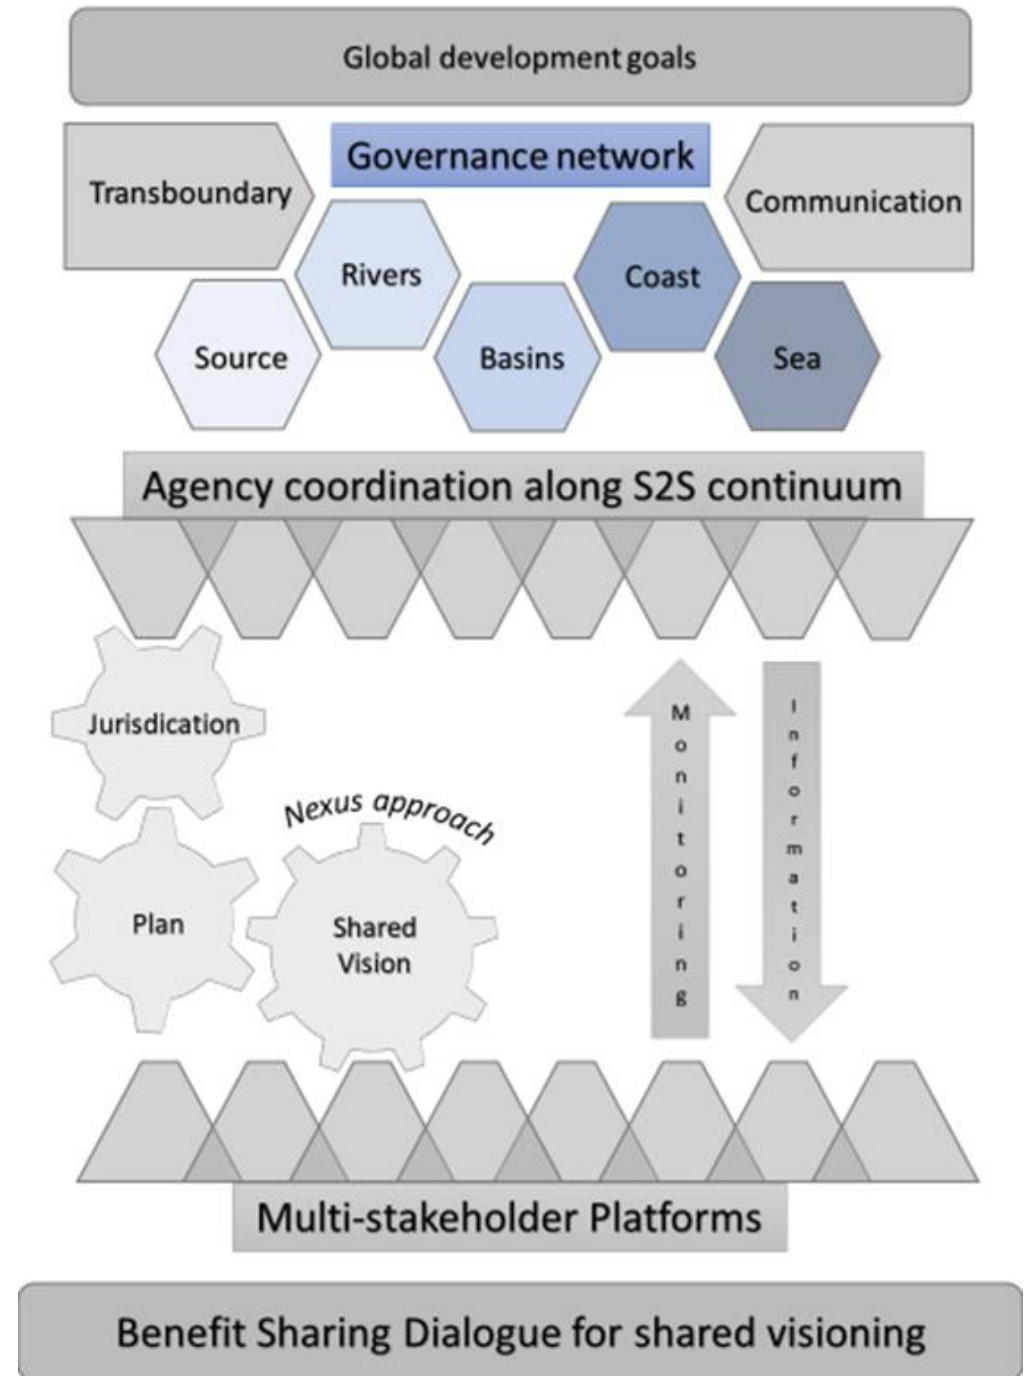 Global development goals
Governance network
Transboundary
Communication
Rivers
Coast
Source
Basins
Sea
Agency coordination along S2S continuum
Jurisdication
Monitoring
Information
Nexus approach
Plan
Shared
Vision
Multi-stakeholder Platforms
Benefit Sharing Dialogue for shared visioning